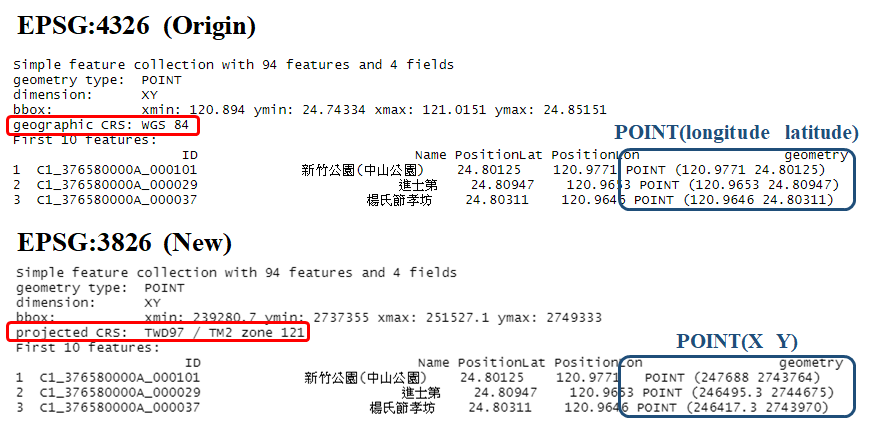 EPSG:4326 (Origin)
Simple feature collection with 94 features and 4 fields
geometry type:  POINT
dimension:      XY
bbox:           xmin: 120.894 ymin: 24.74334 xmax: 121.0151 ymax: 24.85151
geographic CRS: WGS 84
First 10 features:
POINT(longitude latitude)
ID Name PositionLat PositionLon geometry
1 C1_376580000A_000101 新竹公園(中山公園) 24.80125 120.9771 POINT (120.9771 24.80125)
2 C1_376580000A_000029 進士第 24.80947 120.9653 POINT (120.9653 24.80947)
3 C1_376580000A_000037 楊氏節孝坊 24.80311 120.9646 POINT (120.9646 24.80311)
EPSG:3826 (New)
Simple feature collection with 94 features and 4 fields
geometry type:  POINT
dimension:      XY
bbox:           xmin: 239280.7 ymin: 2737355 xmax: 251527.1 ymax: 2749333
projected CRS:  TWD97 / TM2 zone 121
First 10 features:
POINT(X Y)
ID Name PositionLat PositionLon geometry
1 C1_376580000A_000101 新竹公園(中山公園) 24.80125 120.9771 POINT (247688 2743764)
2 C1_376580000A_000029 進士第 24.80947 120.9653 POINT (246495.3 2744675)
3 C1_376580000A_000037 楊氏節孝坊 24.80311 120.9646 POINT (246417.3 2743970)